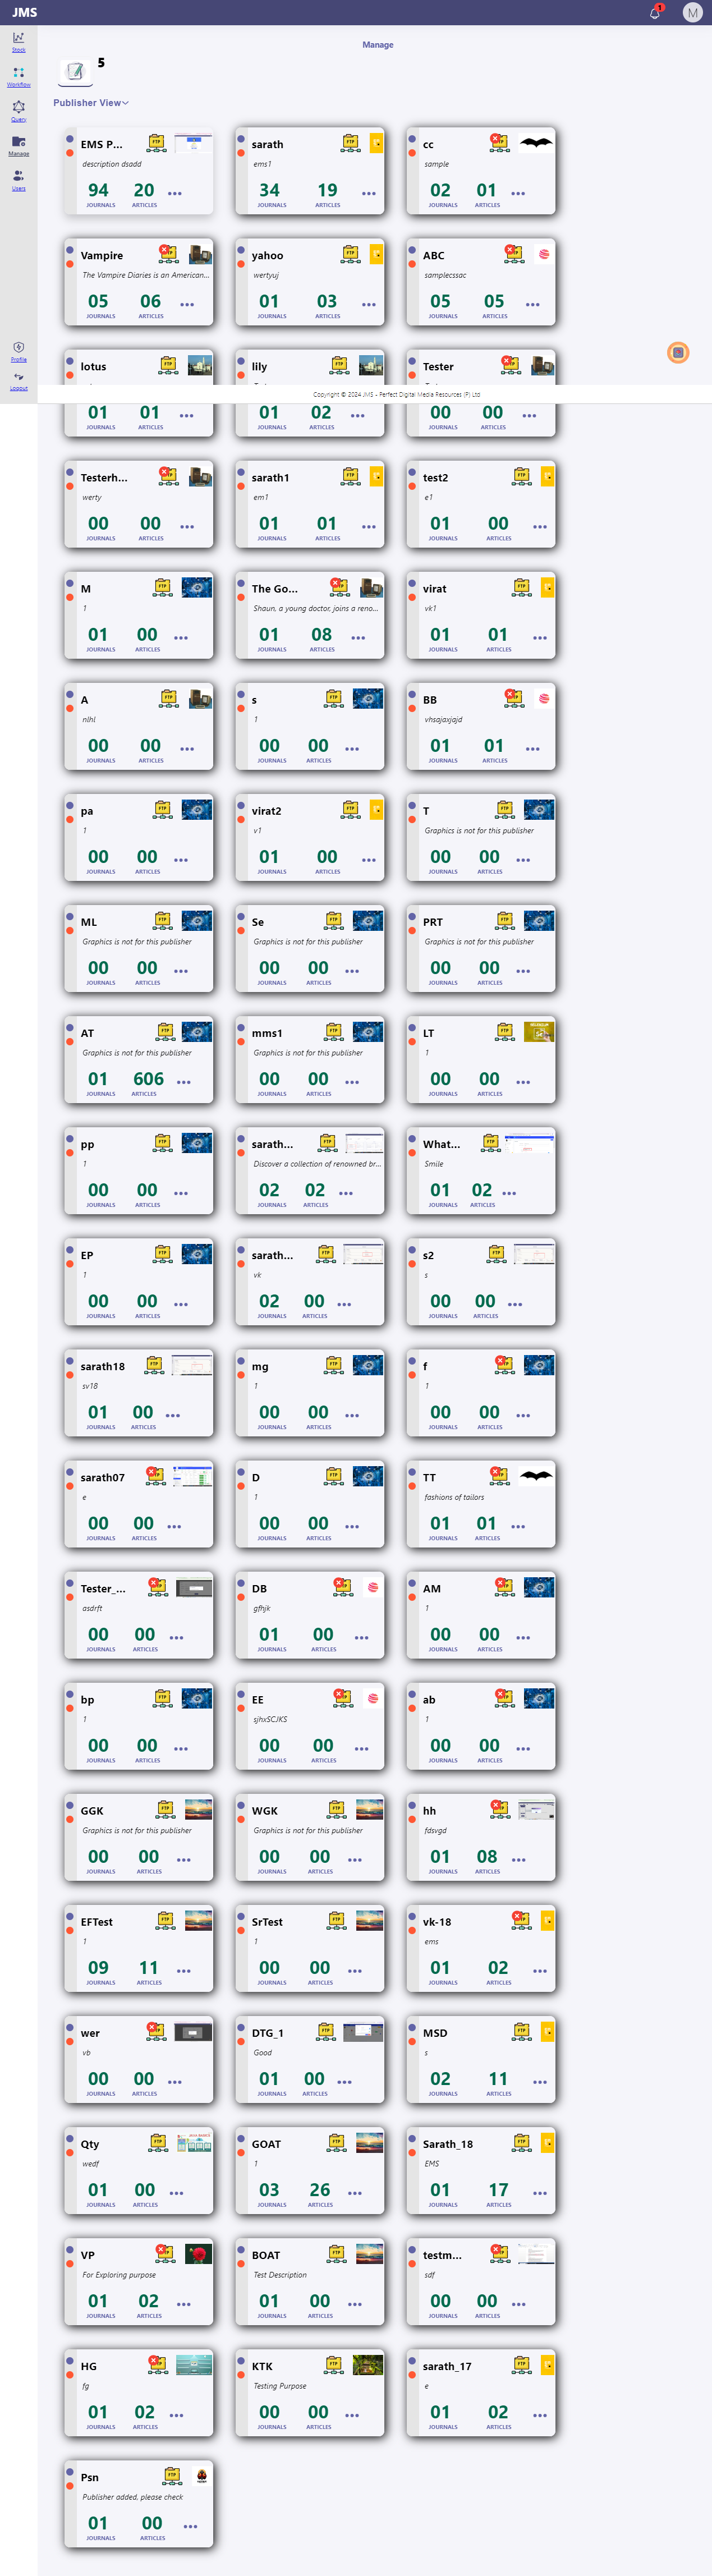 JMS
1
M
Stock
Workflow
Query
Manage
Users
Profile
Logout
Manage
5
Publisher View
EMS P...
FTP
description dsadd
94 20
JOURNALS ARTICLES
sarath
FTP
ems1
34 19
JOURNALS ARTICLES
cc
sample
02 01
JOURNALS ARTICLES
Vampire
The Vampire Diaries is an American...
05 06
JOURNALS ARTICLES
yahoo
FTP
wertyuj
01 03
JOURNALS ARTICLES
ABC
samplecssac
05 05
JOURNALS ARTICLES
lotus
FTP
01 01
JOURNALS ARTICLES
lily
FTP
01 02
JOURNALS ARTICLES
Tester
00 00
JOURNALS ARTICLES
Copyright © 2024 JMS - Perfect Digital Media Resources (P) Ltd
Testerh...
werty
00 00
JOURNALS ARTICLES
sarath1
FTP
em1
01 01
JOURNALS ARTICLES
test2
FTP
e1
01 00
JOURNALS ARTICLES
M
FTP
1
01 00
JOURNALS ARTICLES
The Go...
Shaun, a young doctor, joins a reno...
01 08
JOURNALS ARTICLES
virat
FTP
vk1
01 01
JOURNALS ARTICLES
A
FTP
nlhl
00 00
JOURNALS ARTICLES
s
FTP
1
00 00
JOURNALS ARTICLES
BB
vhsajaxjajd
01 01
JOURNALS ARTICLES
pa
FTP
1
00 00
JOURNALS ARTICLES
virat2
FTP
v1
01 00
JOURNALS ARTICLES
T
FTP
Graphics is not for this publisher
00 00
JOURNALS ARTICLES
ML
FTP
Graphics is not for this publisher
00 00
JOURNALS ARTICLES
Se
FTP
Graphics is not for this publisher
00 00
JOURNALS ARTICLES
PRT
FTP
Graphics is not for this publisher
00 00
JOURNALS ARTICLES
AT
FTP
Graphics is not for this publisher
01 606
JOURNALS ARTICLES
mms1
FTP
Graphics is not for this publisher
00 00
JOURNALS ARTICLES
LT
FTP
1
00 00
JOURNALS ARTICLES
pp
FTP
1
00 00
JOURNALS ARTICLES
sarath...
FTP
Discover a collection of renowned br...
02 02
JOURNALS ARTICLES
What...
FTP
Smile
01 02
JOURNALS ARTICLES
EP
FTP
1
00 00
JOURNALS ARTICLES
sarath...
FTP
vk
02 00
JOURNALS ARTICLES
s2
FTP
s
00 00
JOURNALS ARTICLES
sarath18
FTP
sv18
01 00
JOURNALS ARTICLES
mg
FTP
1
00 00
JOURNALS ARTICLES
f
1
00 00
JOURNALS ARTICLES
sarath07
e
00 00
JOURNALS ARTICLES
D
FTP
1
00 00
JOURNALS ARTICLES
TT
fashions of tailors
01 01
JOURNALS ARTICLES
Tester_...
asdrft
00 00
JOURNALS ARTICLES
DB
gfhjk
01 00
JOURNALS ARTICLES
AM
1
00 00
JOURNALS ARTICLES
bp
FTP
1
00 00
JOURNALS ARTICLES
EE
sjhxSCJKS
00 00
JOURNALS ARTICLES
ab
1
00 00
JOURNALS ARTICLES
GGK
FTP
Graphics is not for this publisher
00 00
JOURNALS ARTICLES
WGK
FTP
Graphics is not for this publisher
00 00
JOURNALS ARTICLES
hh
fdsvgd
01 08
JOURNALS ARTICLES
EFTest
FTP
1
09 11
JOURNALS ARTICLES
SrTest
FTP
1
00 00
JOURNALS ARTICLES
vk-18
ems
01 02
JOURNALS ARTICLES
wer
vb
00 00
JOURNALS ARTICLES
DTG_1
FTP
Good
01 00
JOURNALS ARTICLES
MSD
FTP
s
02 11
JOURNALS ARTICLES
Qty
FTP
wedf
01 00
JOURNALS ARTICLES
GOAT
FTP
1
03 26
JOURNALS ARTICLES
Sarath_18
FTP
EMS
01 17
JOURNALS ARTICLES
VP
For Exploring purpose
01 02
JOURNALS ARTICLES
BOAT
FTP
Test Description
01 00
JOURNALS ARTICLES
testm...
sdf
00 00
JOURNALS ARTICLES
HG
fg
01 02
JOURNALS ARTICLES
KTK
FTP
Testing Purpose
00 00
JOURNALS ARTICLES
sarath_17
FTP
e
01 02
JOURNALS ARTICLES
Psn
FTP
Publisher added, please check
01 00
JOURNALS ARTICLES